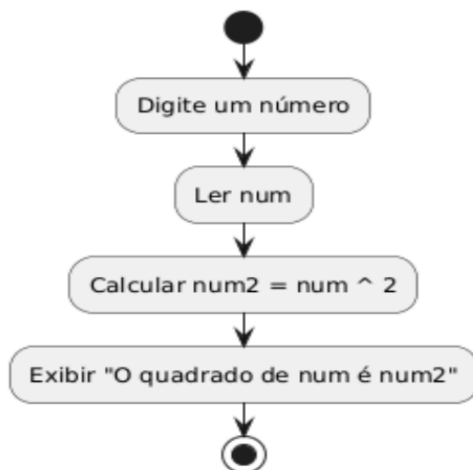 Digite um número
Ler num
Calcular num2 = num ^ 2
Exibir "O quadrado de num é num2"